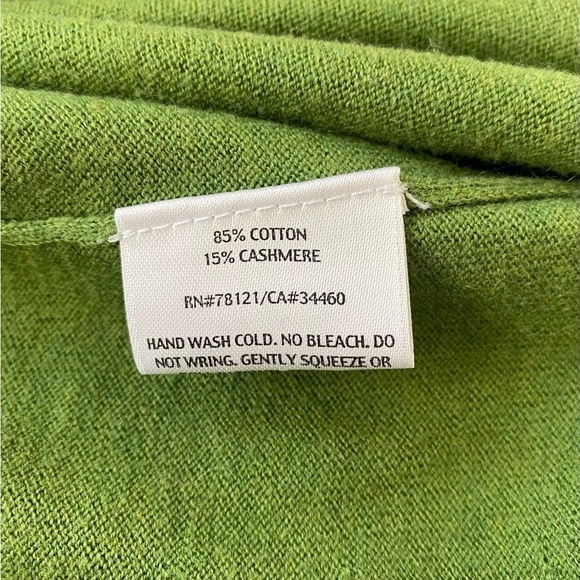 85% COTTON
15% CASHMERE
RN#78121/CA#34460
HAND WASH COLD. NO BLEACH. DO
NOT WRING. GENTLY SQUEEZE OR